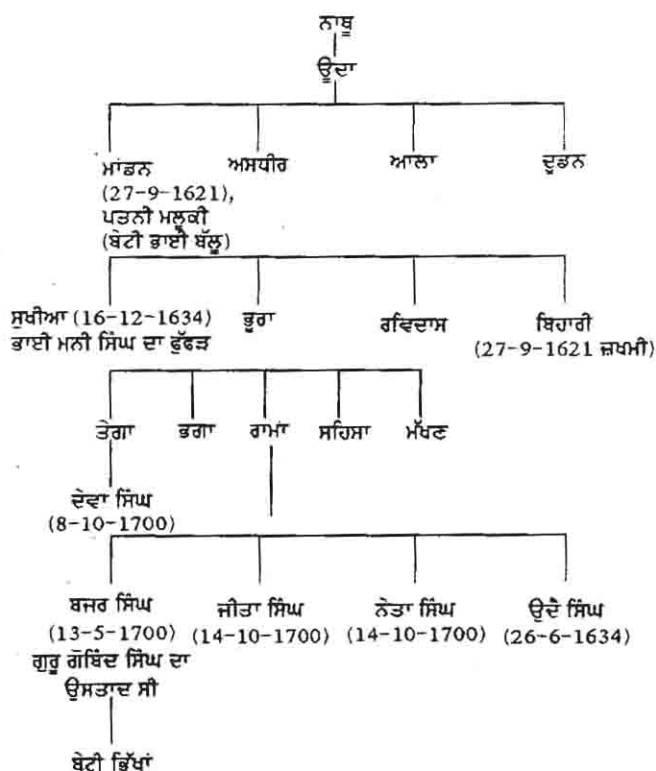 ਨਾਥੂ
ਊਦਾ
ਮਾਂਡਨ ਅਸਧੀਰ ਆਲਾ ਦੂਡਨ
(27-9-1621),
ਪਤਨੀ ਮਲੂਕੀ
(ਬੇਟੀ ਭਾਈ ਬੱਲੂ)
ਸੁਖੀਆ (16-12-1634) ਭੂਰਾ ਰਵਿਦਾਸ ਬਿਹਾਰੀ
ਭਾਈ ਮਨੀ ਸਿੰਘ ਦਾ ਫੁੱਫੜ (27-9-1621 ਜ਼ਖਮੀ)
ਤੇਗਾ ਭਗਾ ਰਾਮਾਂ ਸਹਿਸਾ ਮੱਖਣ
ਦੇਵਾ ਸਿੰਘ
(8-10-1700)
ਬਜਰ ਸਿੰਘ ਜੀਤਾ ਸਿੰਘ ਨੇਤਾ ਸਿੰਘ ਉਦੈ ਸਿੰਘ
(13-5-1700) (14-10-1700) (14-10-1700) (26-6-1634)
ਗੁਰੂ ਗੋਬਿੰਦ ਸਿੰਘ ਦਾ
ਉਸਤਾਦ ਸੀ
ਬੇਟੀ ਭਿੱਖਾਂ